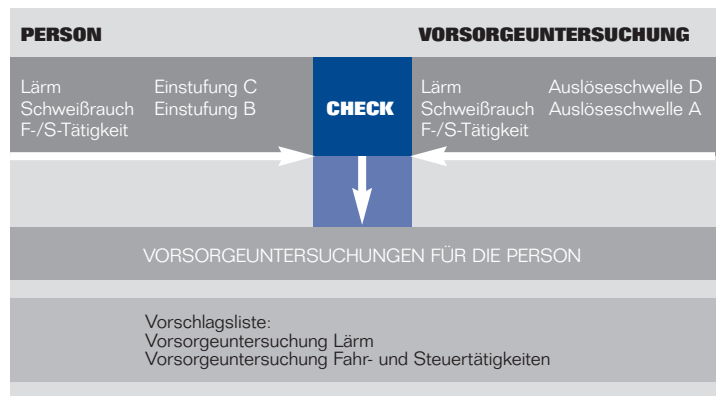 PERSON
VORSORGEUNTERSUCHUNG
Lärm Einstufung C
Schweißrauch Einstufung B
F-/S-Tätigkeit
CHECK
Lärm Auslöseschwelle D
Schweißrauch Auslöseschwelle A
F-/S-Tätigkeit
VORSORGEUNTERSUCHUNGEN FÜR DIE PERSON
Vorschlagsliste:
Vorsorgeuntersuchung Lärm
Vorsorgeuntersuchung Fahr- und Steuertätigkeiten